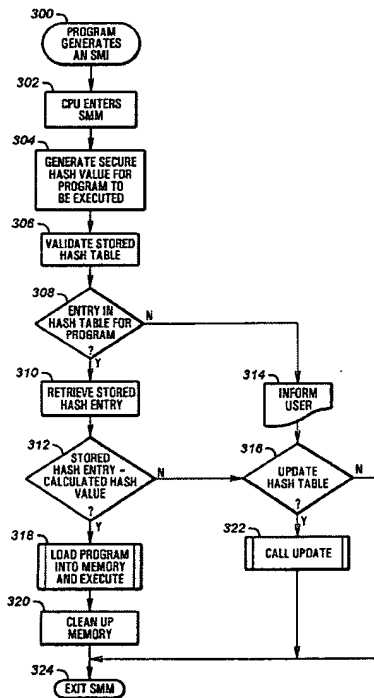 300
PROGRAM
GENERATES
AN SMI
302
CPU ENTERS
SMM
304
GENERATE SECURE
HASH VALUE FOR
PROGRAM TO
BE EXECUTED
306
VALIDATE STORED
HASH TABLE
308
ENTRY IN
HASH TABLE FOR
PROGRAM
?
N
Y
310
RETRIEVE STORED
HASH ENTRY
314
INFORM
USER
312
STORED
HASH ENTRY =
CALCULATED HASH
VALUE
?
N
Y
316
UPDATE
HASH TABLE
?
N
Y
318
LOAD PROGRAM
INTO MEMORY
AND EXECUTE
322
CALL UPDATE
320
CLEAN UP
MEMORY
324
EXIT SMM